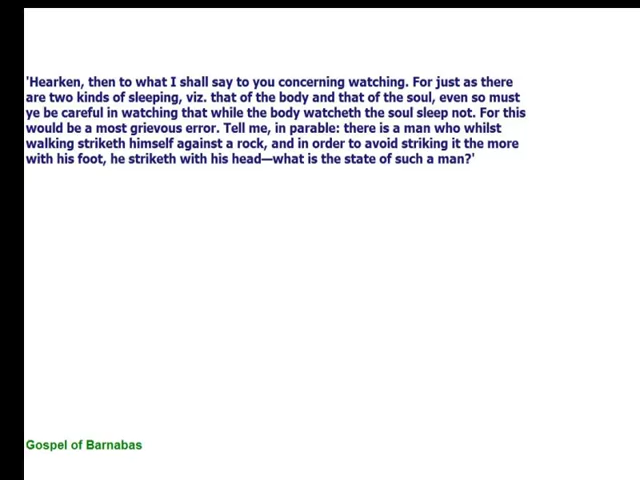 'Hearken, then to what I shall say to you concerning watching. For just as there
are two kinds of sleeping, viz. that of the body and that of the soul, even so must
ye be careful in watching that while the body watcheth the soul sleep not. For this
would be a most grievous error. Tell me, in parable: there is a man who whilst
walking striketh himself against a rock, and in order to avoid striking it the more
with his foot, he striketh with his head—what is the state of such a man?'
Gospel of Barnabas